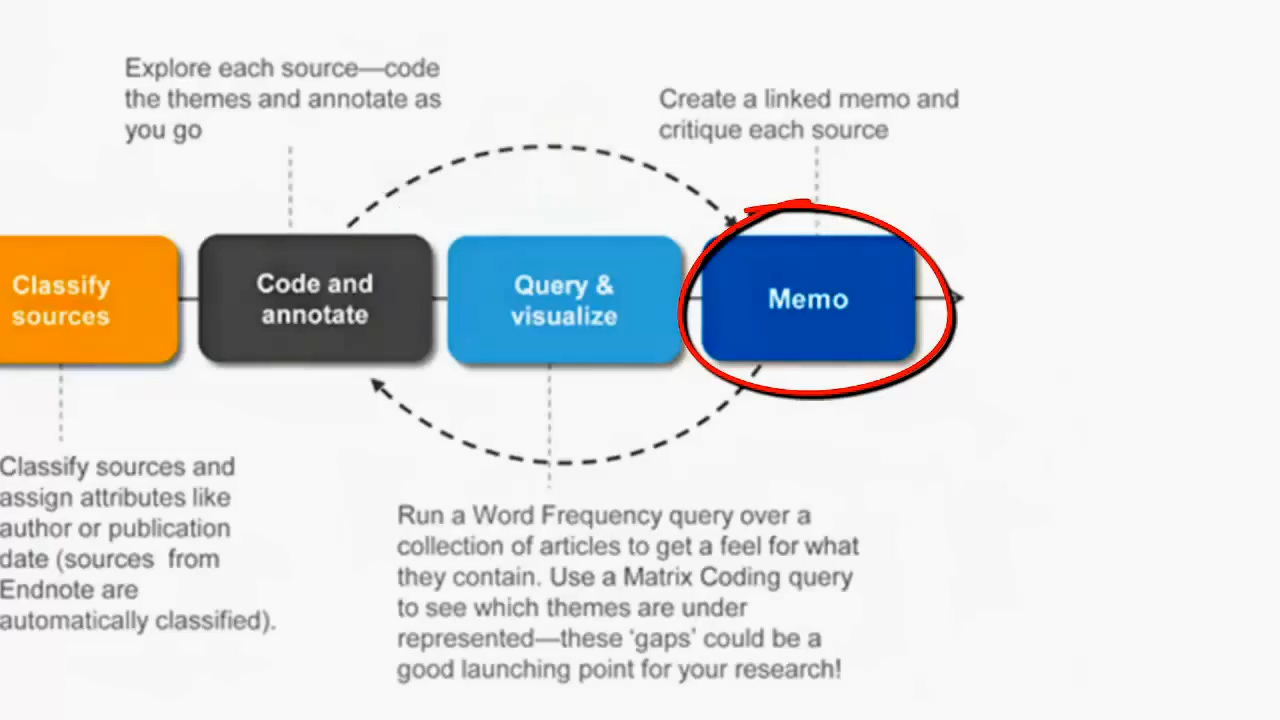 Explore each source—code
the themes and annotate as
you go
Create a linked memo and
critique each source
Classify
sources
Code and
annotate
Query &
visualize
Memo
Classify sources and
assign attributes like
author or publication
date (sources from
Endnote are
automatically classified).
Run a Word Frequency query over a
collection of articles to get a feel for what
they contain. Use a Matrix Coding query
to see which themes are under
represented—these ‘gaps’ could be a
good launching point for your research!